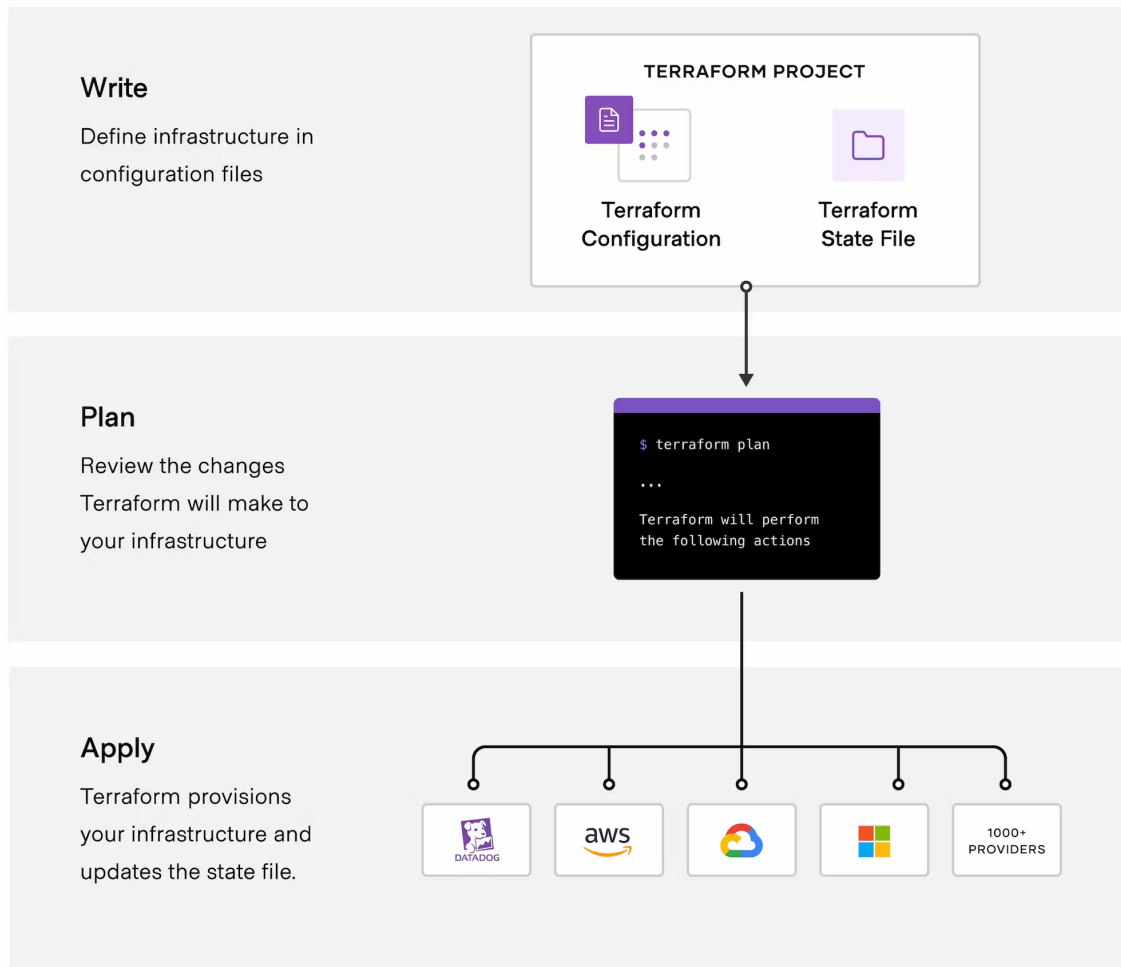 Write
Define infrastructure in
configuration files
TERRAFORM PROJECT
Terraform
Configuration
Terraform
State File
Plan
Review the changes
Terraform will make to
your infrastructure
$ terraform plan
...
Terraform will perform
the following actions
Apply
Terraform provisions
your infrastructure and
updates the state file.
DATADOG
aws
1000+
PROVIDERS